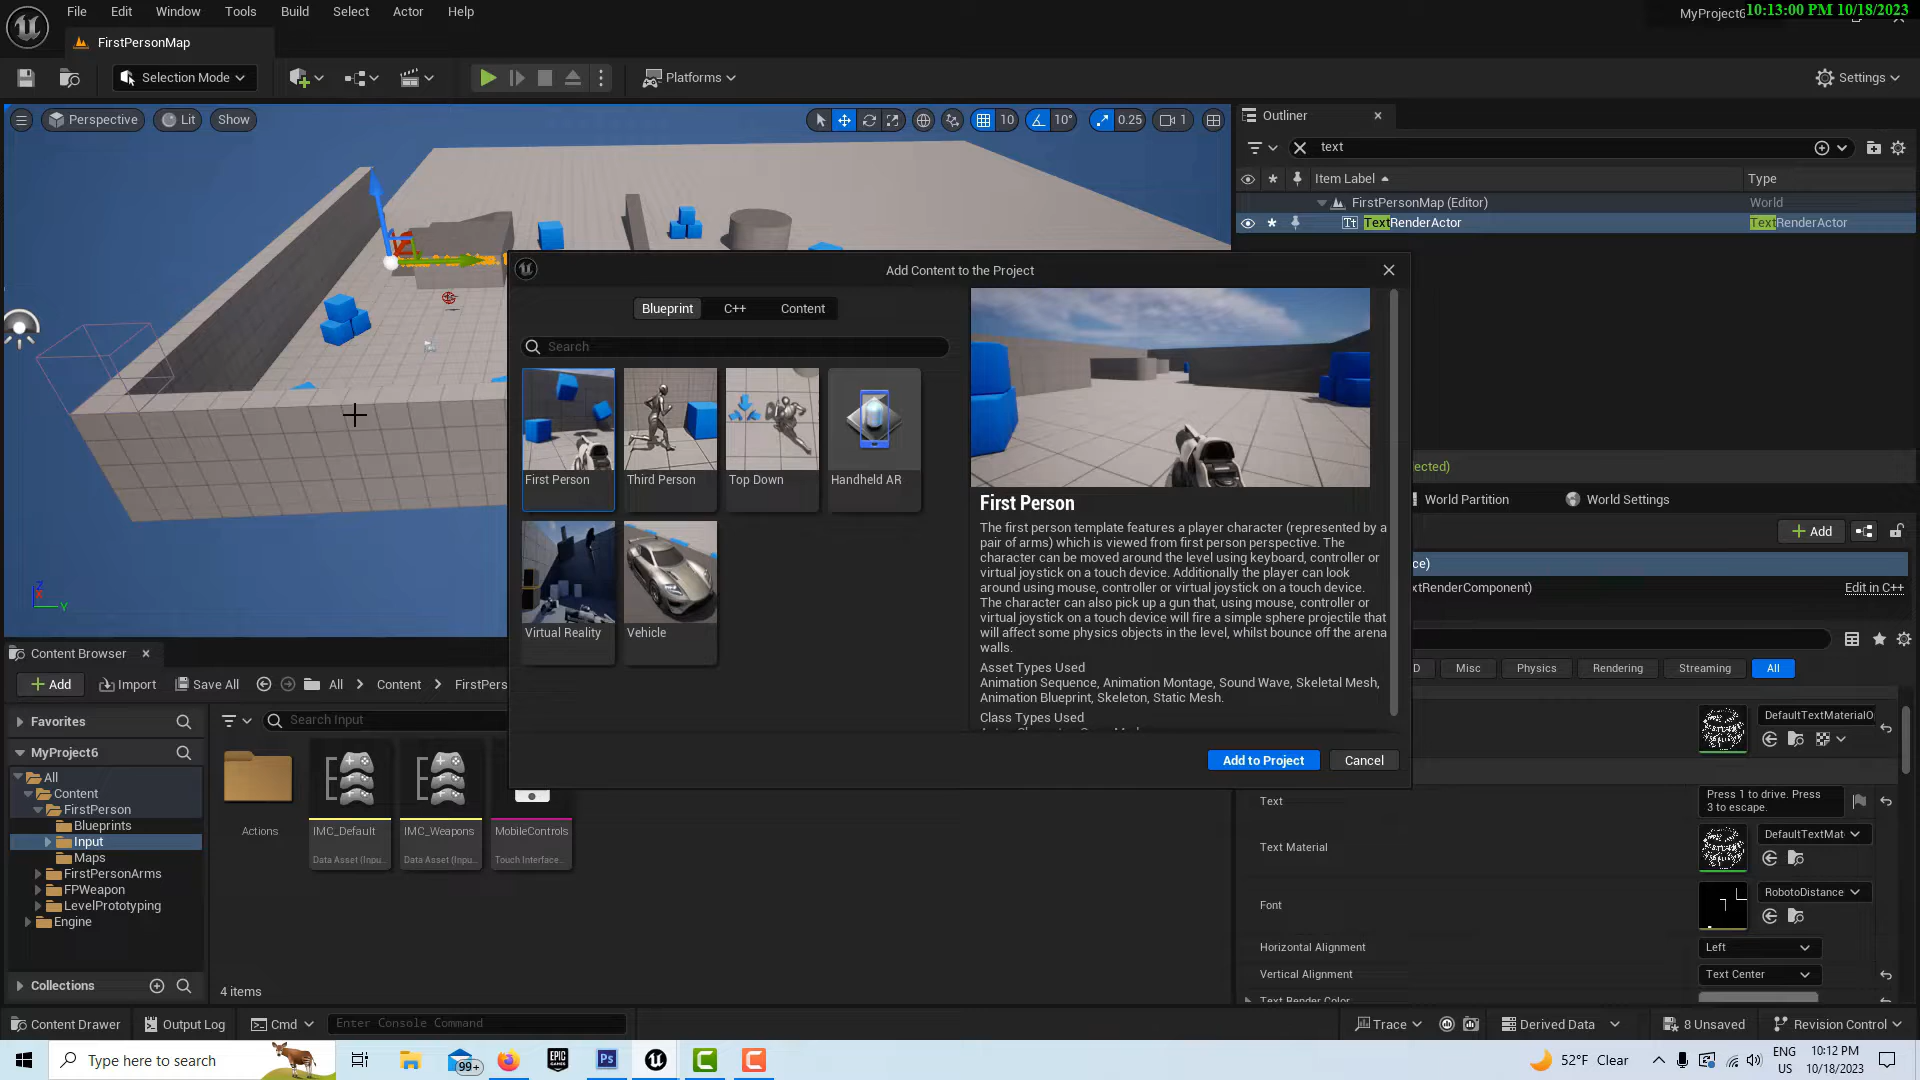 File Edit Window Tools Build Select Actor Help
MyProject6
10:13:00 PM 10/18/2023
FirstPersonMap
Selection Mode
Platforms
Settings
Perspective
Lit
Show
10
10°
0.25
1
Outliner
text
Item Label
Type
FirstPersonMap (Editor)
World
TextRenderActor
TextRenderActor
Add Content to the Project
Blueprint
C++
Content
Search
First Person
Third Person
Top Down
Handheld AR
Virtual Reality
Vehicle
First Person
The first person template features a player character (represented by a
pair of arms) which is viewed from first person perspective. The
character can be moved around the level using keyboard, controller or
virtual joystick on a touch device. Additionally the player can look
around using mouse, controller or virtual joystick on a touch device.
The character can also pick up a gun that, using mouse, controller or
virtual joystick on a touch device will fire a simple sphere projectile that
will affect some physics objects in the level, whilst bounce off the arena
walls.
Asset Types Used
Animation Sequence, Animation Montage, Sound Wave, Skeletal Mesh,
Animation Blueprint, Skeleton, Static Mesh.
Class Types Used
Add to Project
Cancel
ected)
World Partition
World Settings
Add
ce)
xtRenderComponent)
Edit in C++
D
Misc
Physics
Rendering
Streaming
All
DefaultTextMaterialO
Text
Press 1 to drive. Press
3 to escape.
Text Material
DefaultTextMat
Font
RobotoDistance
Horizontal Alignment
Left
Vertical Alignment
Text Center
Text Render Color
Content Browser
Add
Import
Save All
All
Content
FirstPers
Favorites
Search Input
MyProject6
All
Content
FirstPerson
Blueprints
Input
Maps
FirstPersonArms
FPWeapon
LevelPrototyping
Engine
Collections
Actions
IMC_Default
Data Asset (Inpu...
IMC_Weapons
Data Asset (Inpu...
MobileControls
Touch Interface...
4 items
Content Drawer
Output Log
Cmd
Enter Console Command
Trace
Derived Data
8 Unsaved
Revision Control
Type here to search
99+
EPIC
GAMES
Ps
52°F Clear
ENG
US
10:12 PM
10/18/2023